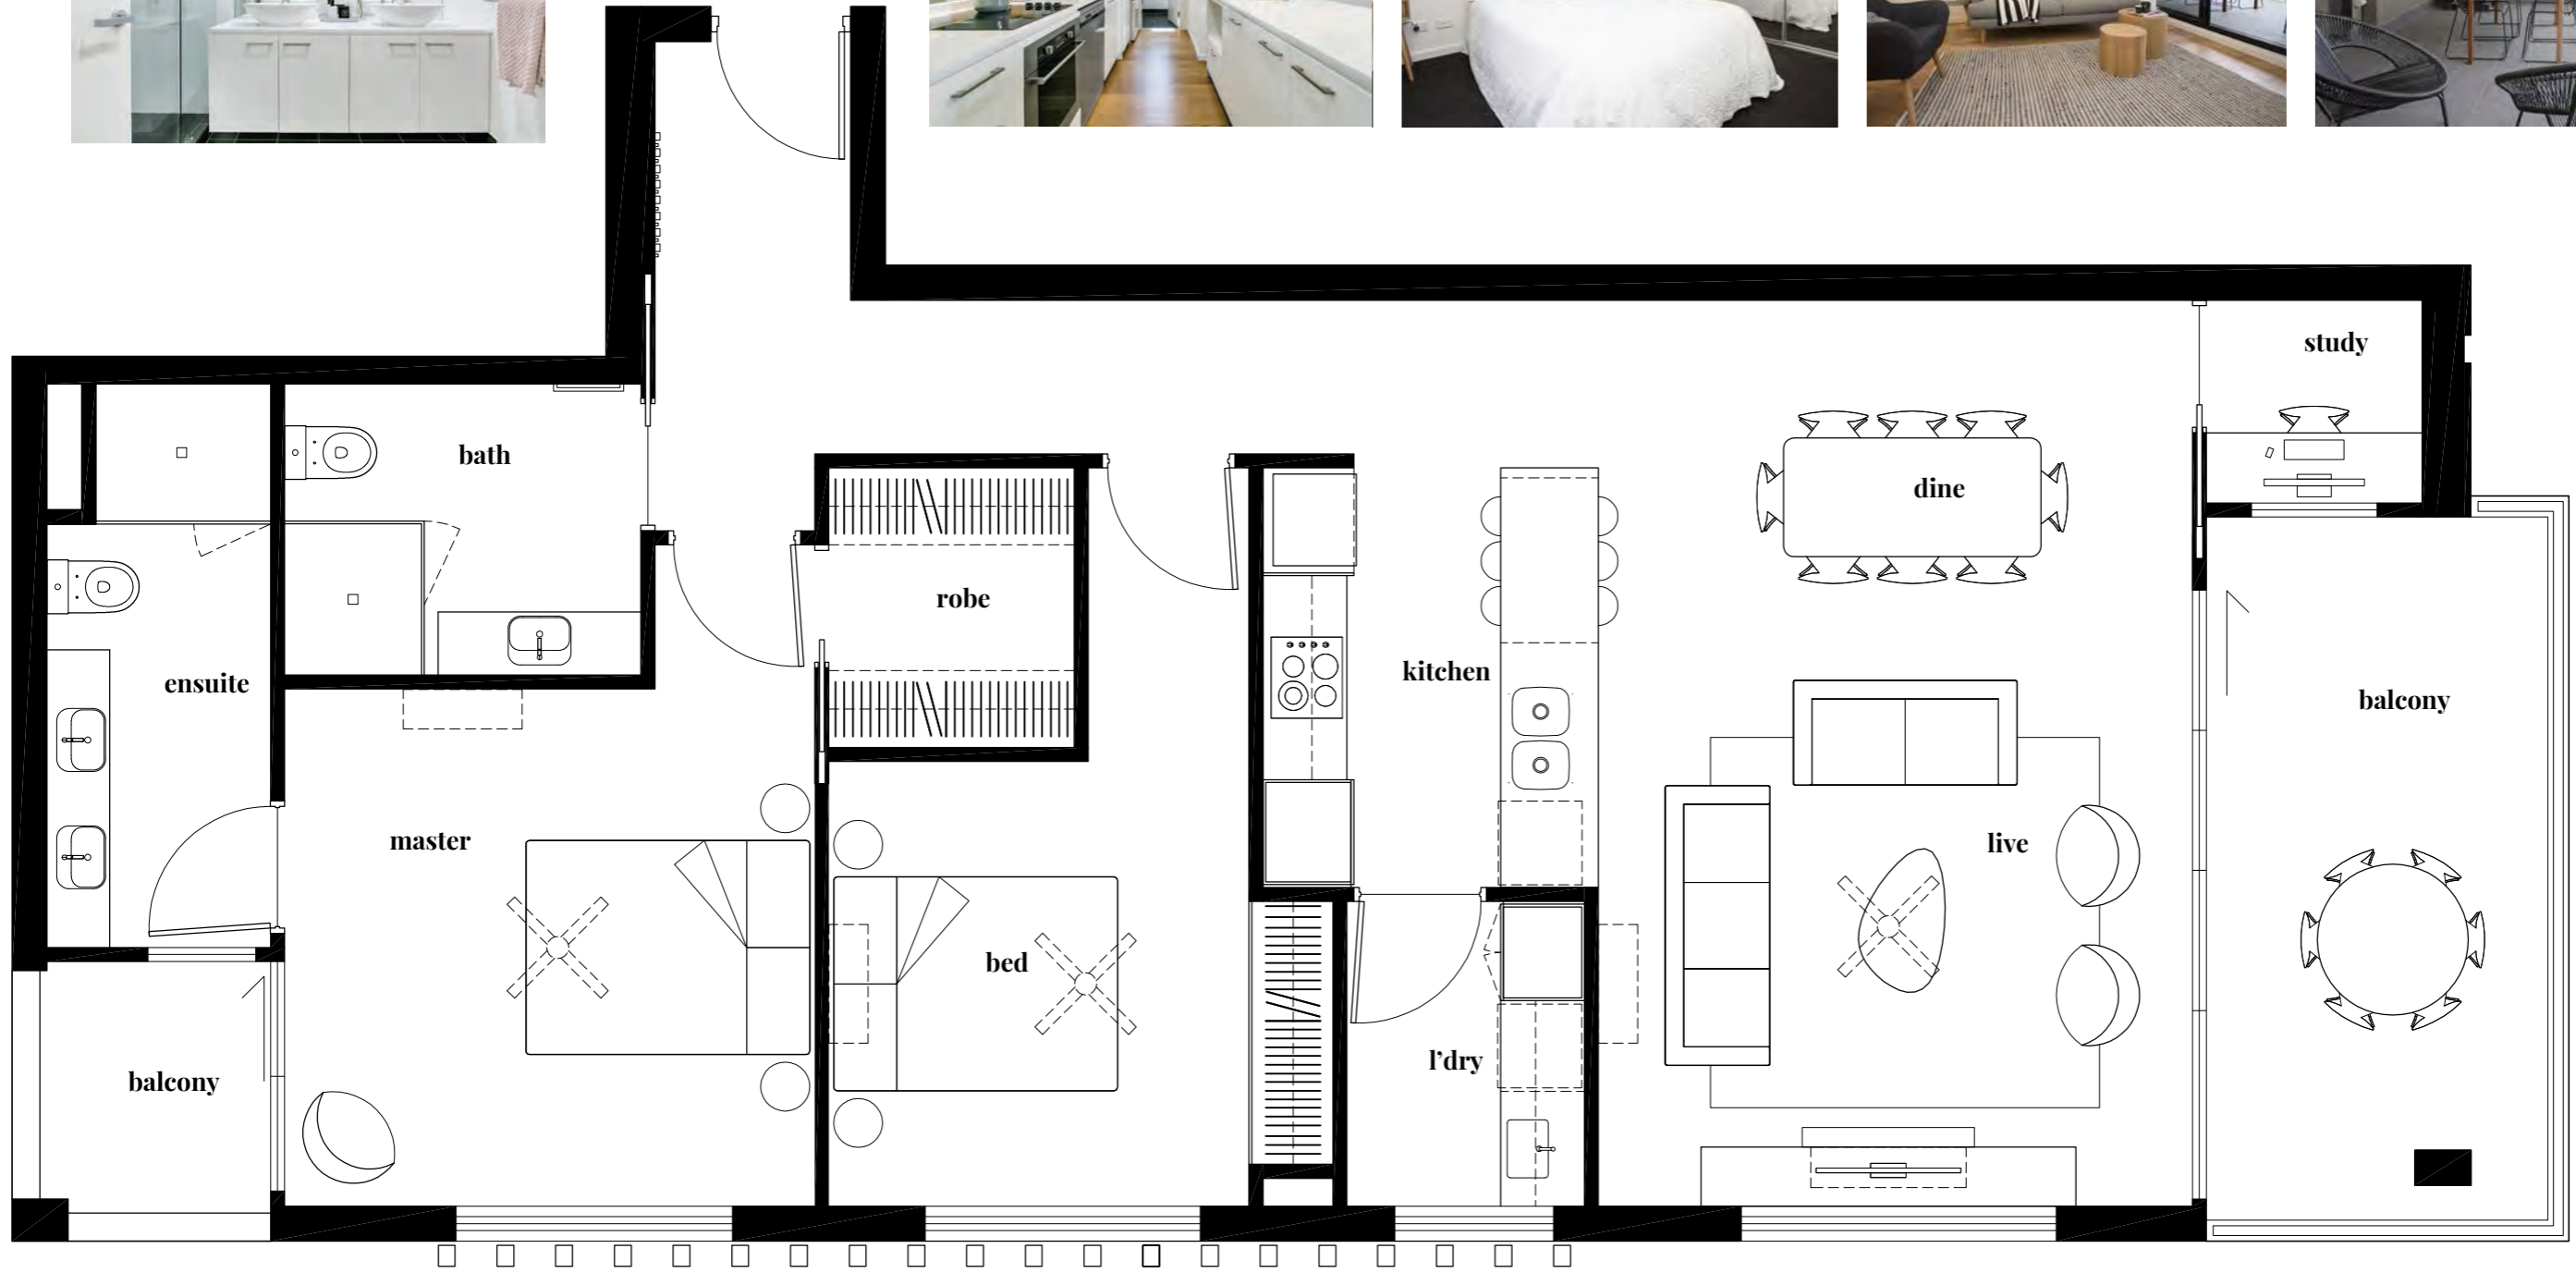 study
bath
dine
robe
kitchen
ensuite
balcony
master
live
bed
l’dry
balcony